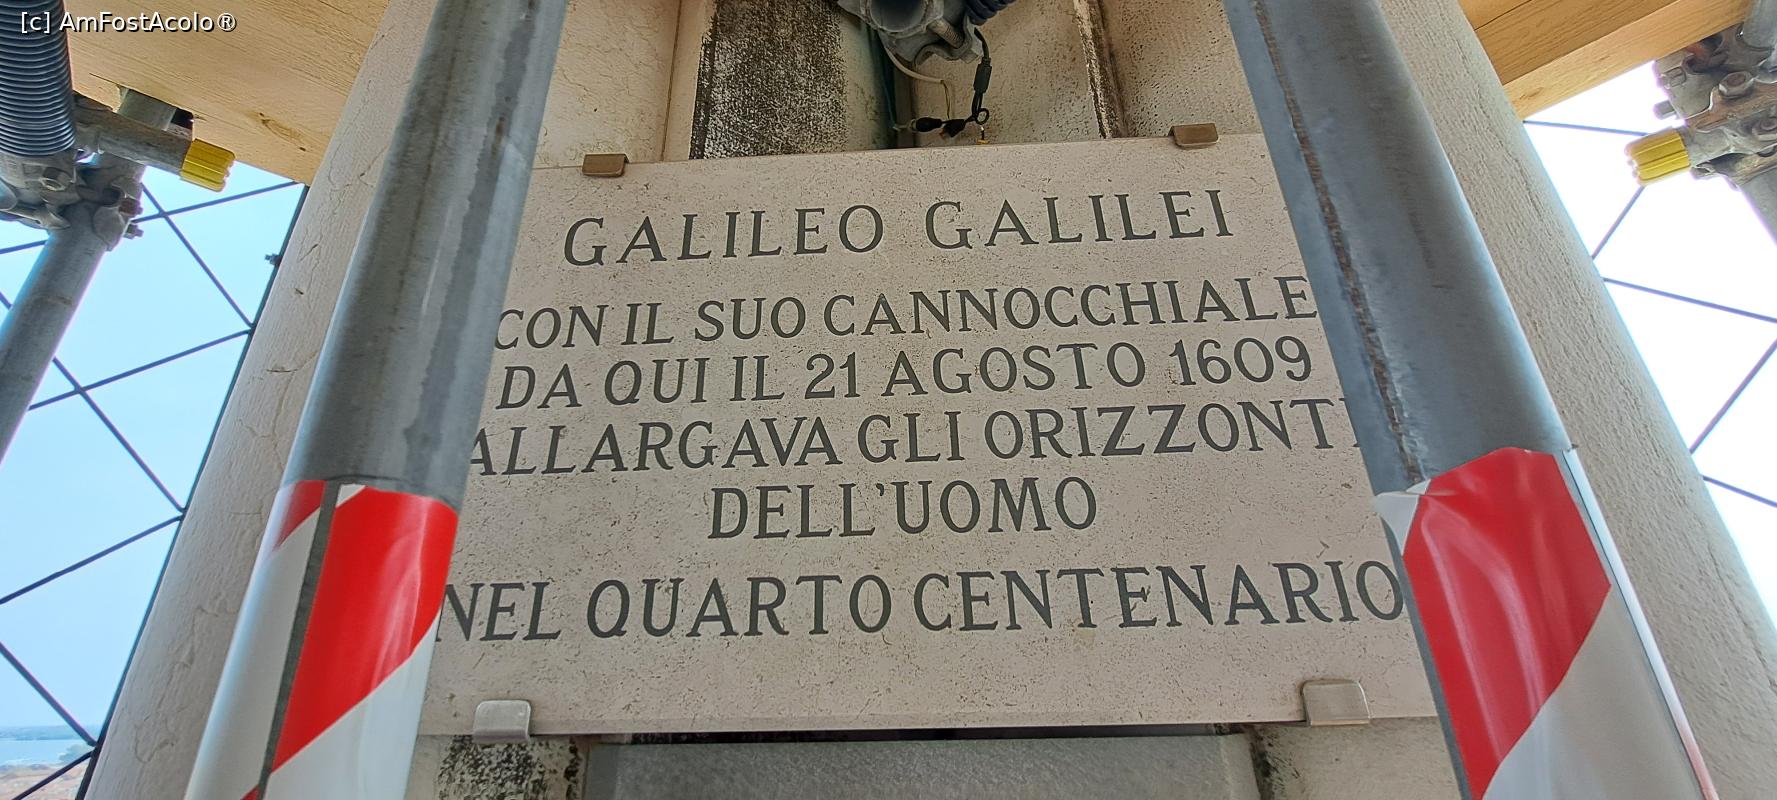 [c] AmFostAcolo®
GALILEO GALILEI
CON IL SUO CANNOCCHIALE
DA QUI IL 21 AGOSTO 1609
ALLARGAVA GLI ORIZZONTI
DELL'UOMO
NEL QUARTO CENTENARIO